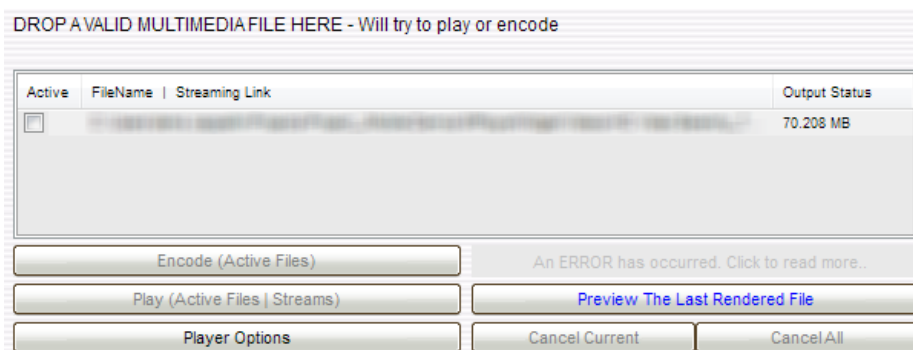 DROP A VALID MULTIMEDIA FILE HERE - Will try to play or encode
Active FileName | Streaming Link Output Status
70.208 MB
Encode (Active Files) An ERROR has occurred. Click to read more..
Play (Active Files | Streams) Preview The Last Rendered File
Player Options Cancel Current Cancel All